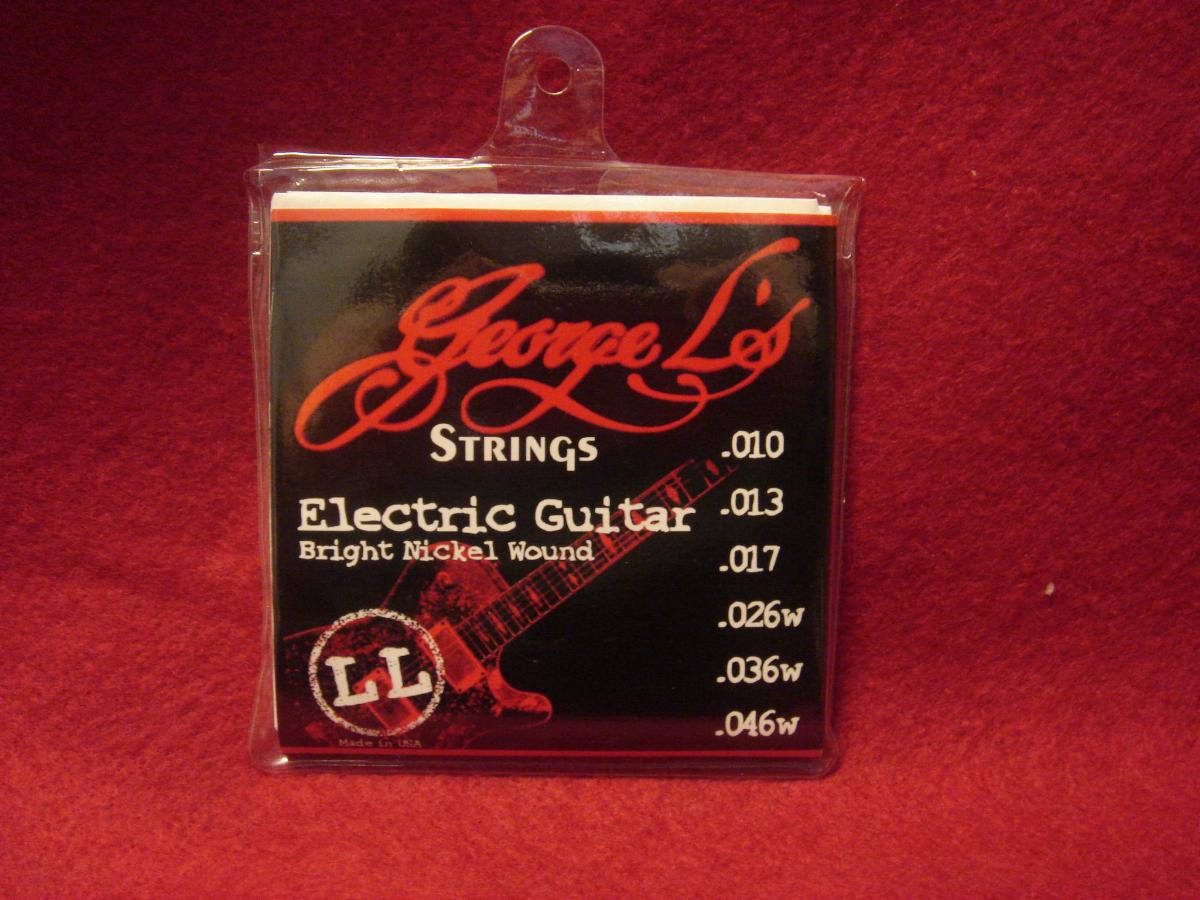 George L's
STRINGS
Electric Guitar
Bright Nickel Wound
.010
.013
.017
.026w
.036w
.046w
LL
Made in USA